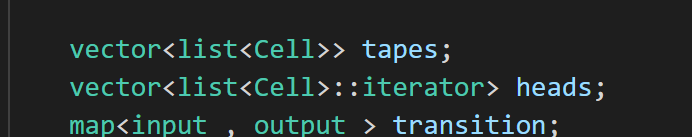 vector<list<Cell>> tapes;
vector<list<Cell>::iterator> heads;
map<input , output > transition;